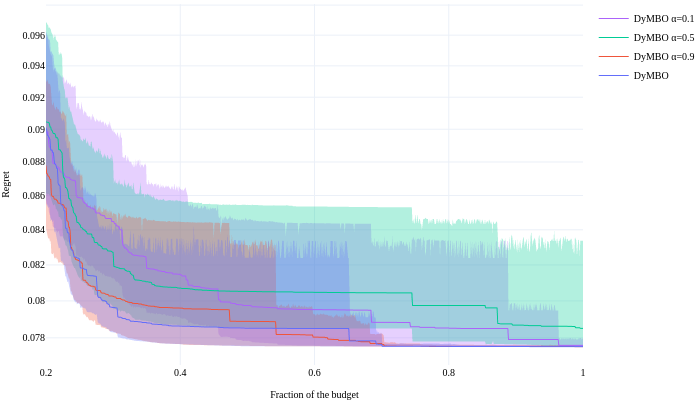 DyMBO α=0.1
DyMBO α=0.5
DyMBO α=0.9
DyMBO
0.096
0.094
0.092
0.09
0.088
0.086
0.084
0.082
0.08
0.078
Regret
0.2
0.4
0.6
0.8
1
Fraction of the budget